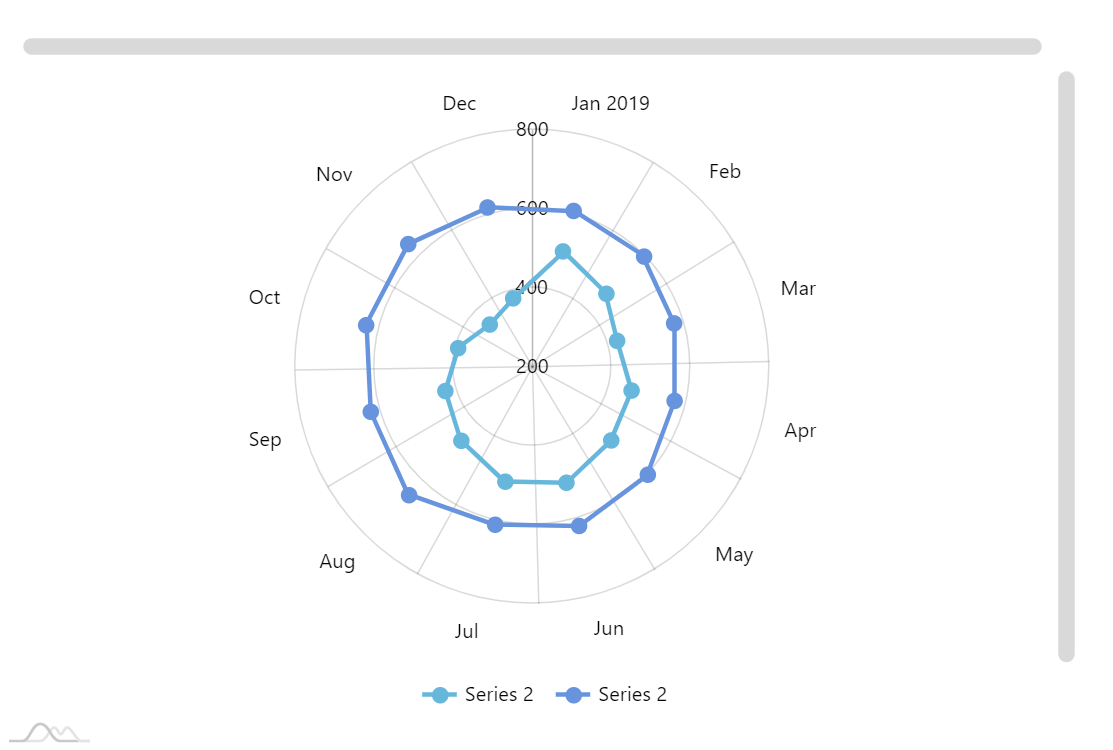 Dec
Jan 2019
800
Nov
Feb
600
Oct
400
Mar
200
Sep
Apr
Aug
May
Jul
Jun
Series 2
Series 2